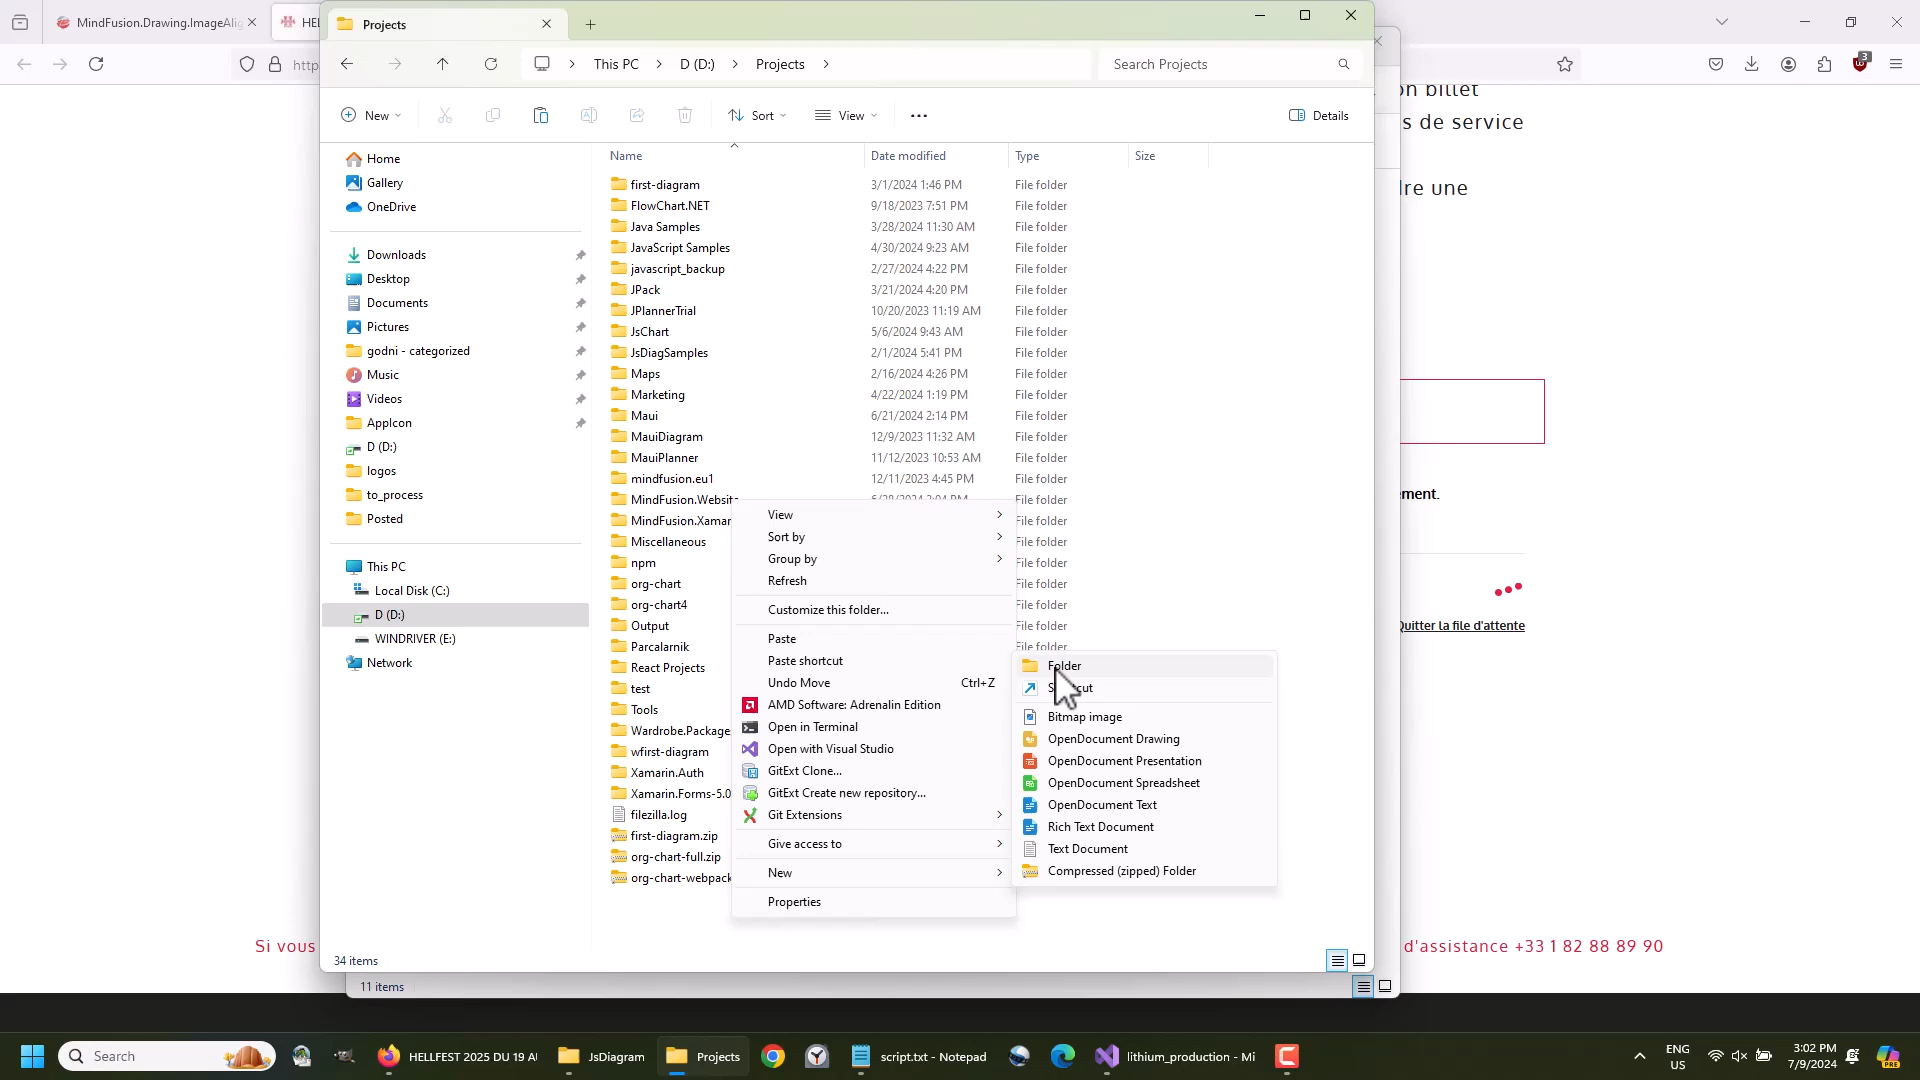 MindFusion.Drawing.ImageAlig
HEL
Projects
http
This PC
D (D:)
Projects
Search Projects
New
Sort
View
Details
on billet
s de service
dre une
Home
Gallery
OneDrive
Downloads
Desktop
Documents
Pictures
godni - categorized
Music
Videos
AppIcon
D (D:)
logos
to_process
Posted
This PC
Local Disk (C:)
D (D:)
WINDRIVER (E:)
Network
Name Date modified Type Size
first-diagram 3/1/2024 1:46 PM File folder
FlowChart.NET 9/18/2023 7:51 PM File folder
Java Samples 3/28/2024 11:30 AM File folder
JavaScript Samples 4/30/2024 9:23 AM File folder
javascript_backup 2/27/2024 4:22 PM File folder
JPack 3/21/2024 4:20 PM File folder
JPlannerTrial 10/20/2023 11:19 AM File folder
JsChart 5/6/2024 9:43 AM File folder
JsDiagSamples 2/1/2024 5:41 PM File folder
Maps 2/16/2024 4:26 PM File folder
Marketing 4/22/2024 1:19 PM File folder
Maui 6/21/2024 2:14 PM File folder
MauiDiagram 12/9/2023 11:32 AM File folder
MauiPlanner 11/12/2023 10:53 AM File folder
mindfusion.eu1 12/11/2023 4:45 PM File folder
MindFusion.Website 6/28/2024 2:04 PM File folder
MindFusion.Xamar File folder
Miscellaneous File folder
npm File folder
org-chart File folder
org-chart4 File folder
Output File folder
Parcalarnik File folder
React Projects
test
Tools
Wardrobe.Package
wfirst-diagram
Xamarin.Auth
Xamarin.Forms-5.0
filezilla.log
first-diagram.zip
org-chart-full.zip
org-chart-webpack
View
Sort by
Group by
Refresh
Customize this folder...
Paste
Paste shortcut
Undo Move Ctrl+Z
AMD Software: Adrenalin Edition
Open in Terminal
Open with Visual Studio
GitExt Clone...
GitExt Create new repository...
Git Extensions
Give access to
New
Properties
Folder
Bitmap image
OpenDocument Drawing
OpenDocument Presentation
OpenDocument Spreadsheet
OpenDocument Text
Rich Text Document
Text Document
Compressed (zipped) Folder
ement.
Quitter la file d'attente
Si vous
d'assistance +33 1 82 88 89 90
34 items
11 items
Search
HELLFEST 2025 DU 19 A
JsDiagram
Projects
script.txt - Notepad
lithium_production - Mi
ENG
US
3:02 PM
7/9/2024
PRE
3